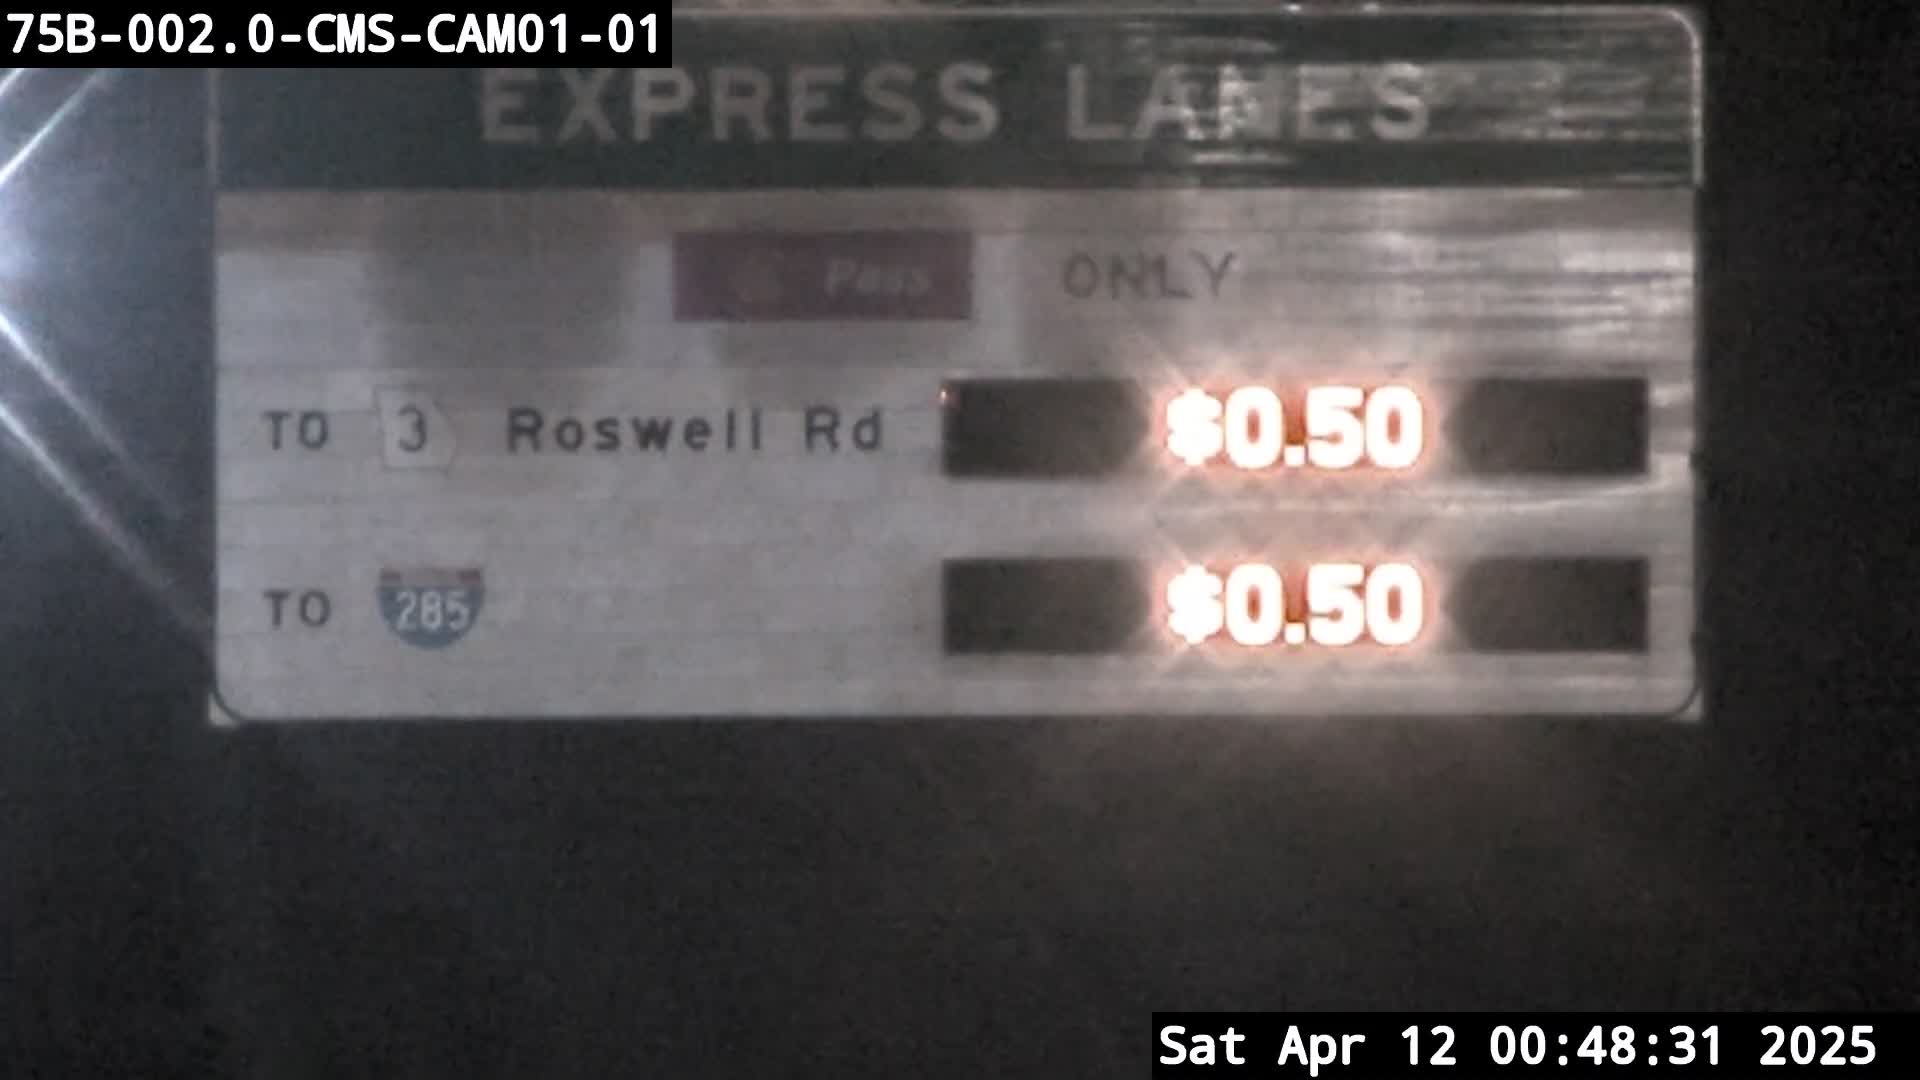 75B-002.0-CMS-CAM01-01
EXPRESS LANES
Pass ONLY
TO 3 Roswell Rd $0.50
TO 285 $0.50
Sat Apr 12 00:48:31 2025